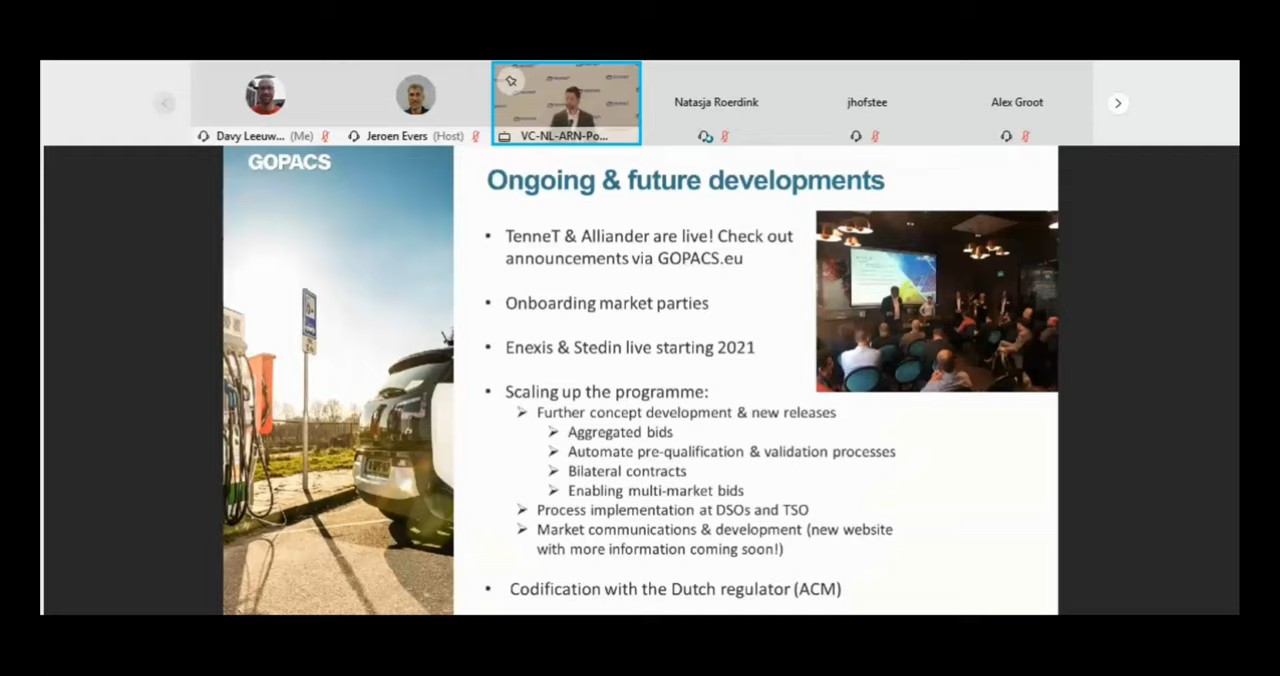 Davy Leeuw... (Me)
Jeroen Evers (Host)
VC-NL-ARN-Po...
Natasja Roerdink
jhofstee
Alex Groot
GOPACS
Ongoing & future developments
• TenneT & Alliander are live! Check out
announcements via GOPACS.eu
• Onboarding market parties
• Enexis & Stedin live starting 2021
• Scaling up the programme:
➢ Further concept development & new releases
➢ Aggregated bids
➢ Automate pre-qualification & validation processes
➢ Bilateral contracts
➢ Enabling multi-market bids
➢ Process implementation at DSOs and TSO
➢ Market communications & development (new website
with more information coming soon!)
• Codification with the Dutch regulator (ACM)